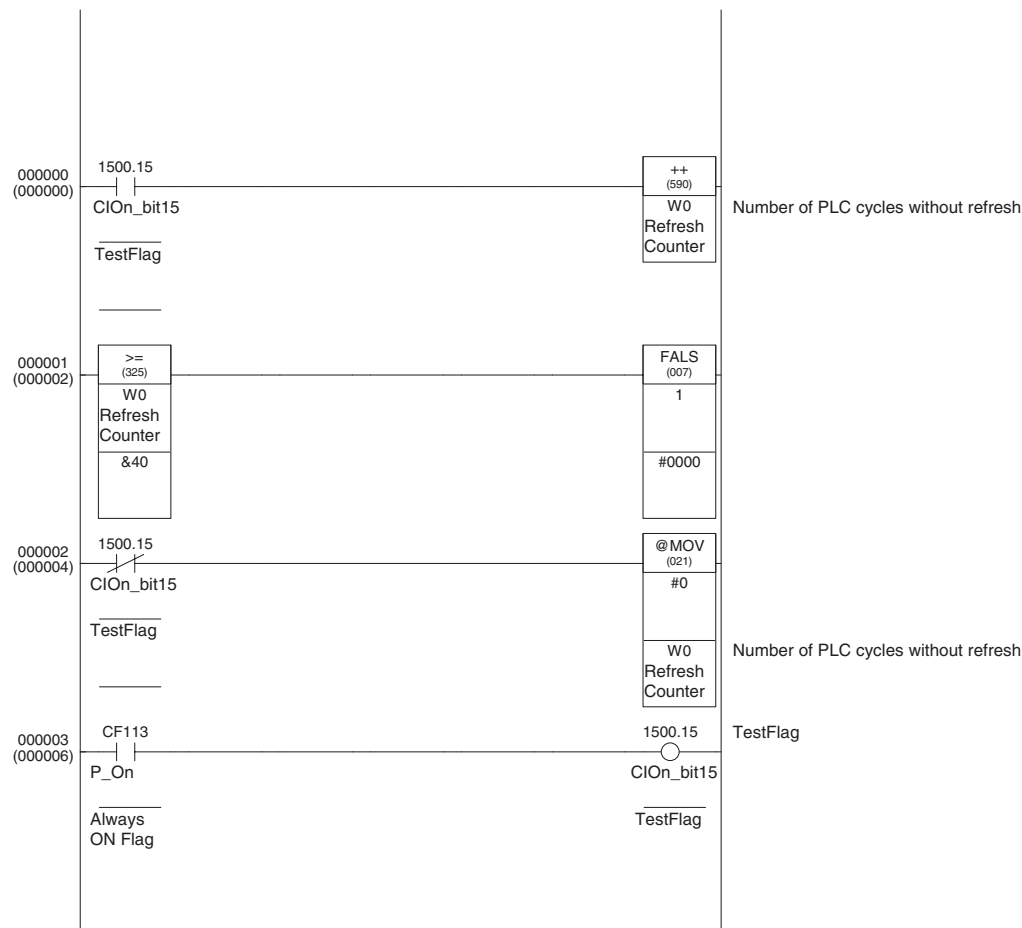 000000
(000000)
1500.15
CIOn_bit15
TestFlag
++
(590)
W0
Refresh
Counter
Number of PLC cycles without refresh
000001
(000002)
>=
(325)
W0
Refresh
Counter
&40
FALS
(007)
1
#0000
000002
(000004)
1500.15
CIOn_bit15
TestFlag
@MOV
(021)
#0
W0
Refresh
Counter
Number of PLC cycles without refresh
000003
(000006)
CF113
P_On
Always
ON Flag
1500.15
CIOn_bit15
TestFlag
TestFlag